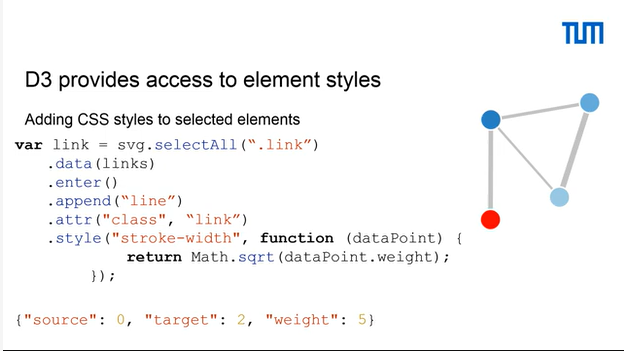 TUM
D3 provides access to element styles
Adding CSS styles to selected elements
var link = svg.selectAll(“.link”)
.data(links)
.enter()
.append(“line”)
.attr("class", “link”)
.style("stroke-width", function (dataPoint) {
return Math.sqrt(dataPoint.weight);
});
{"source": 0, "target": 2, "weight": 5}